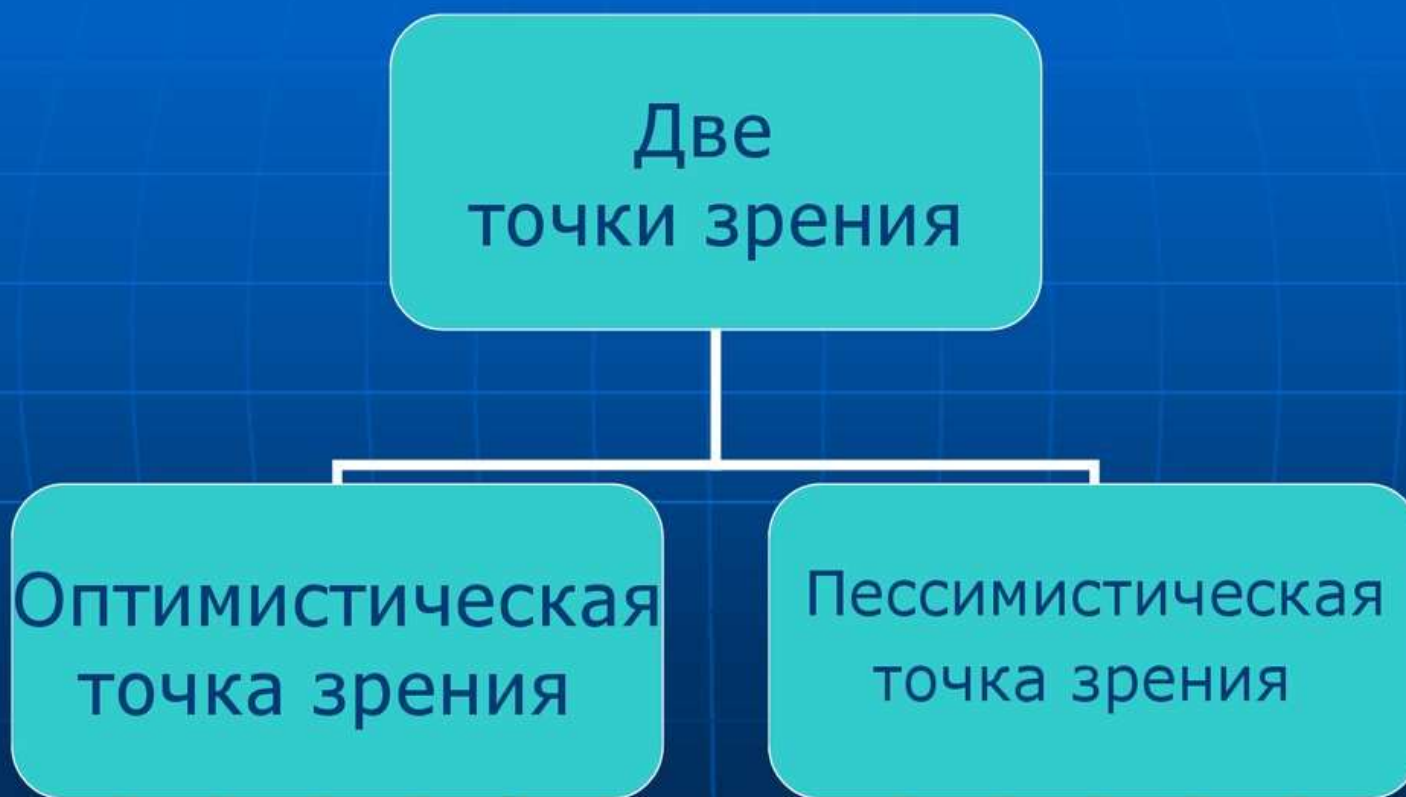 Две
точки зрения
Оптимистическая
точка зрения
Пессимистическая
точка зрения